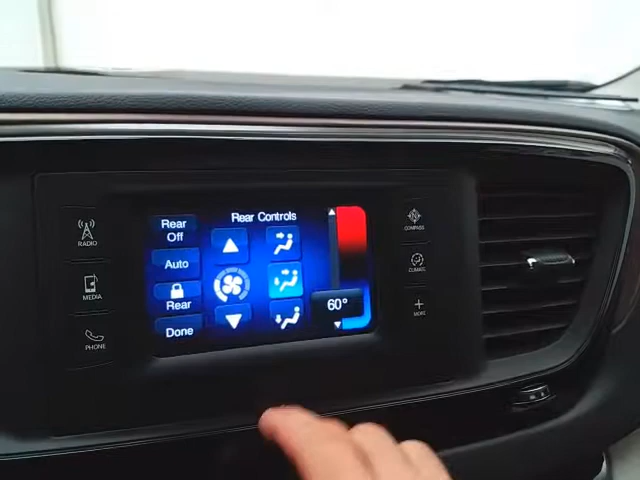 Rear Controls
Rear
Off
Auto
Rear
Done
60°
RADIO
MEDIA
PHONE
COMPASS
CLIMATE
MORE